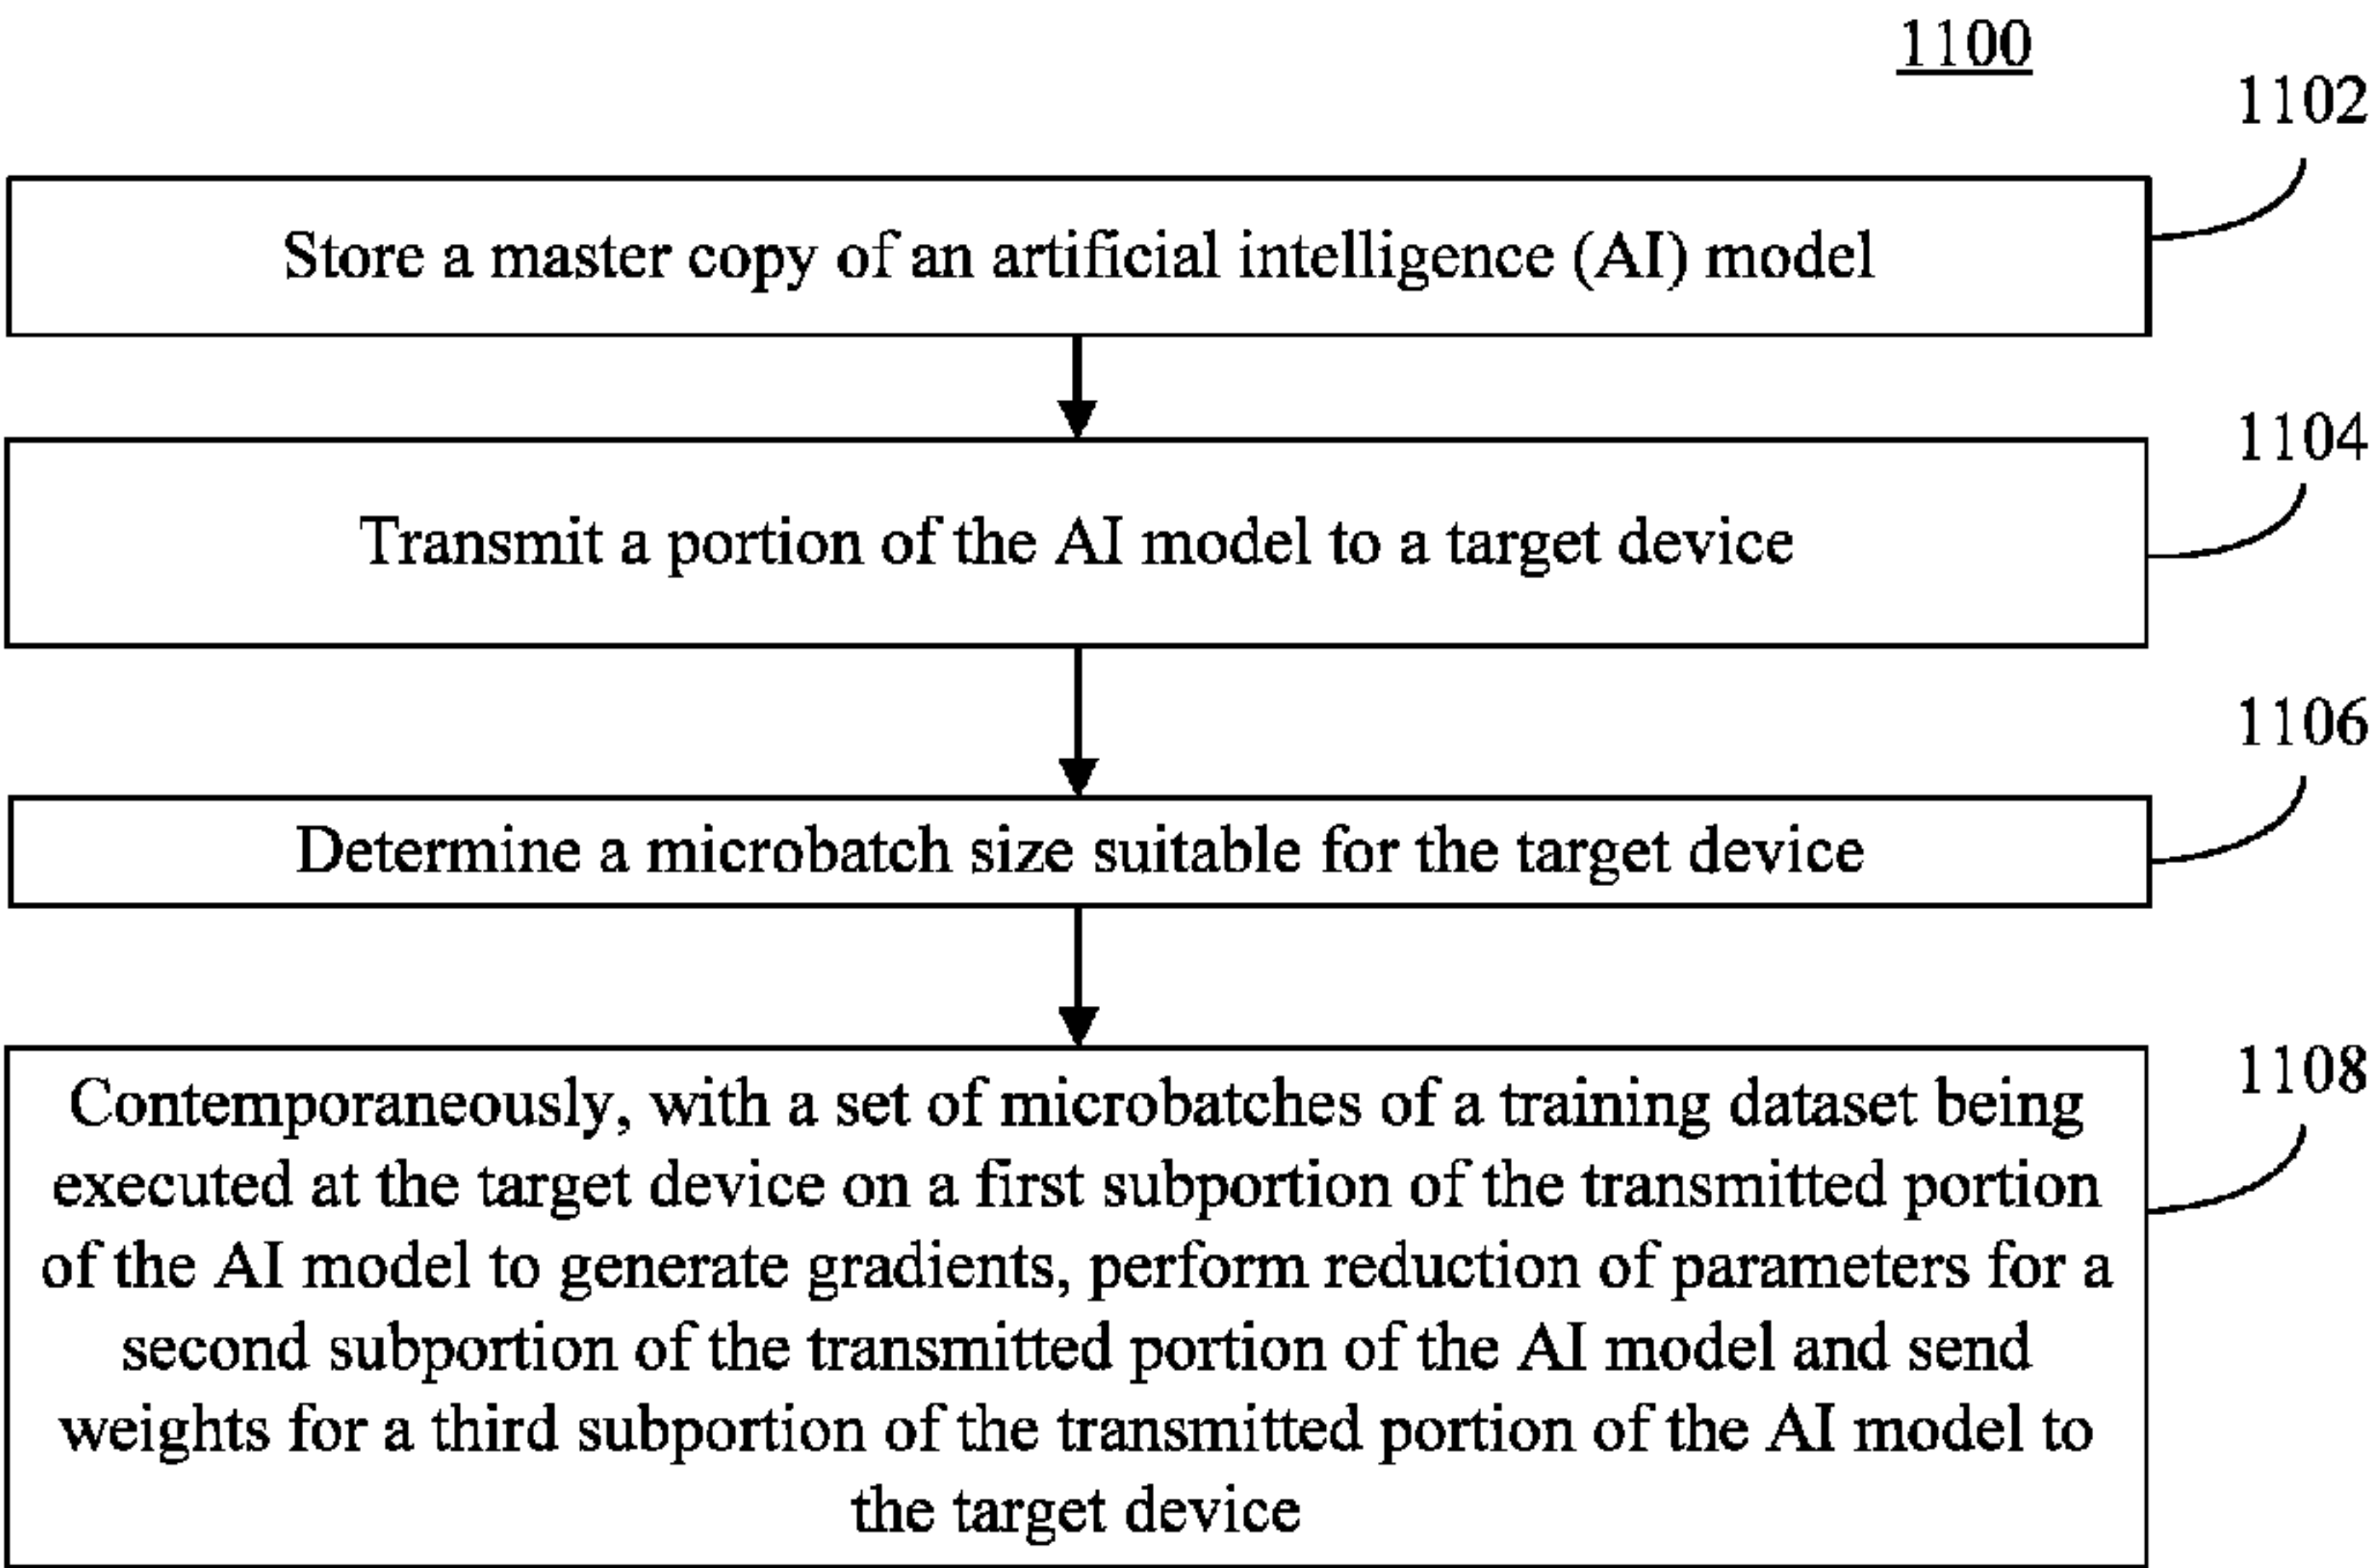 1100
1102
Store a master copy of an artificial intelligence (AI) model
1104
Transmit a portion of the AI model to a target device
1106
Determine a microbatch size suitable for the target device
1108
Contemporaneously, with a set of microbatches of a training dataset being
executed at the target device on a first subportion of the transmitted portion
of the AI model to generate gradients, perform reduction of parameters for a
second subportion of the transmitted portion of the AI model and send
weights for a third subportion of the transmitted portion of the AI model to
the target device